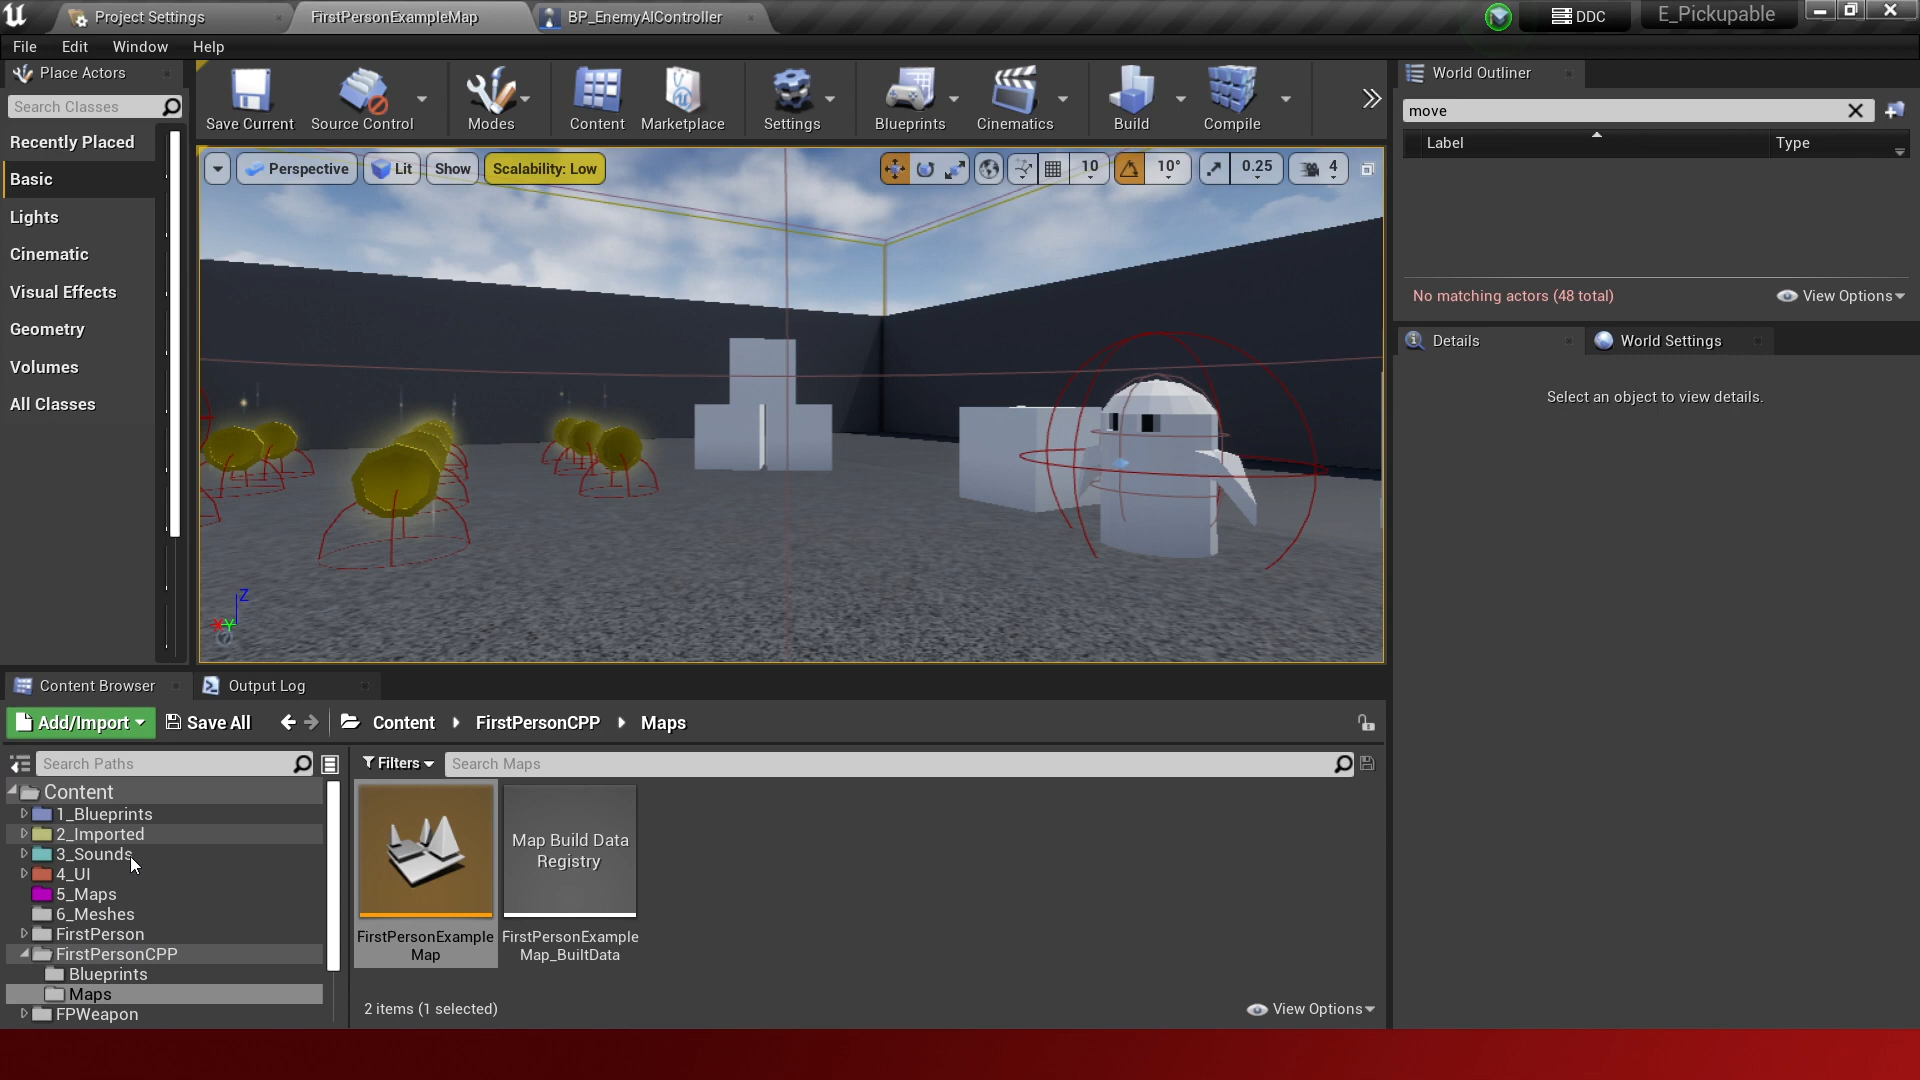 Project Settings
FirstPersonExampleMap
BP_EnemyAIController
DDC
E_Pickupable
File
Edit
Window
Help
Place Actors
Search Classes
Recently Placed
Basic
Lights
Cinematic
Visual Effects
Geometry
Volumes
All Classes
Save Current
Source Control
Modes
Content
Marketplace
Settings
Blueprints
Cinematics
Build
Compile
Perspective
Lit
Show
Scalability: Low
10
10°
0.25
4
X
Y
Z
World Outliner
move
Label
Type
No matching actors (48 total)
View Options
Details
World Settings
Select an object to view details.
Content Browser
Output Log
Add/Import
Save All
Content
FirstPersonCPP
Maps
Search Paths
Filters
Search Maps
Content
1_Blueprints
2_Imported
3_Sounds
4_UI
5_Maps
6_Meshes
FirstPerson
FirstPersonCPP
Blueprints
Maps
FPWeapon
Map Build Data
Registry
FirstPersonExample
Map
FirstPersonExample
Map_BuiltData
2 items (1 selected)
View Options